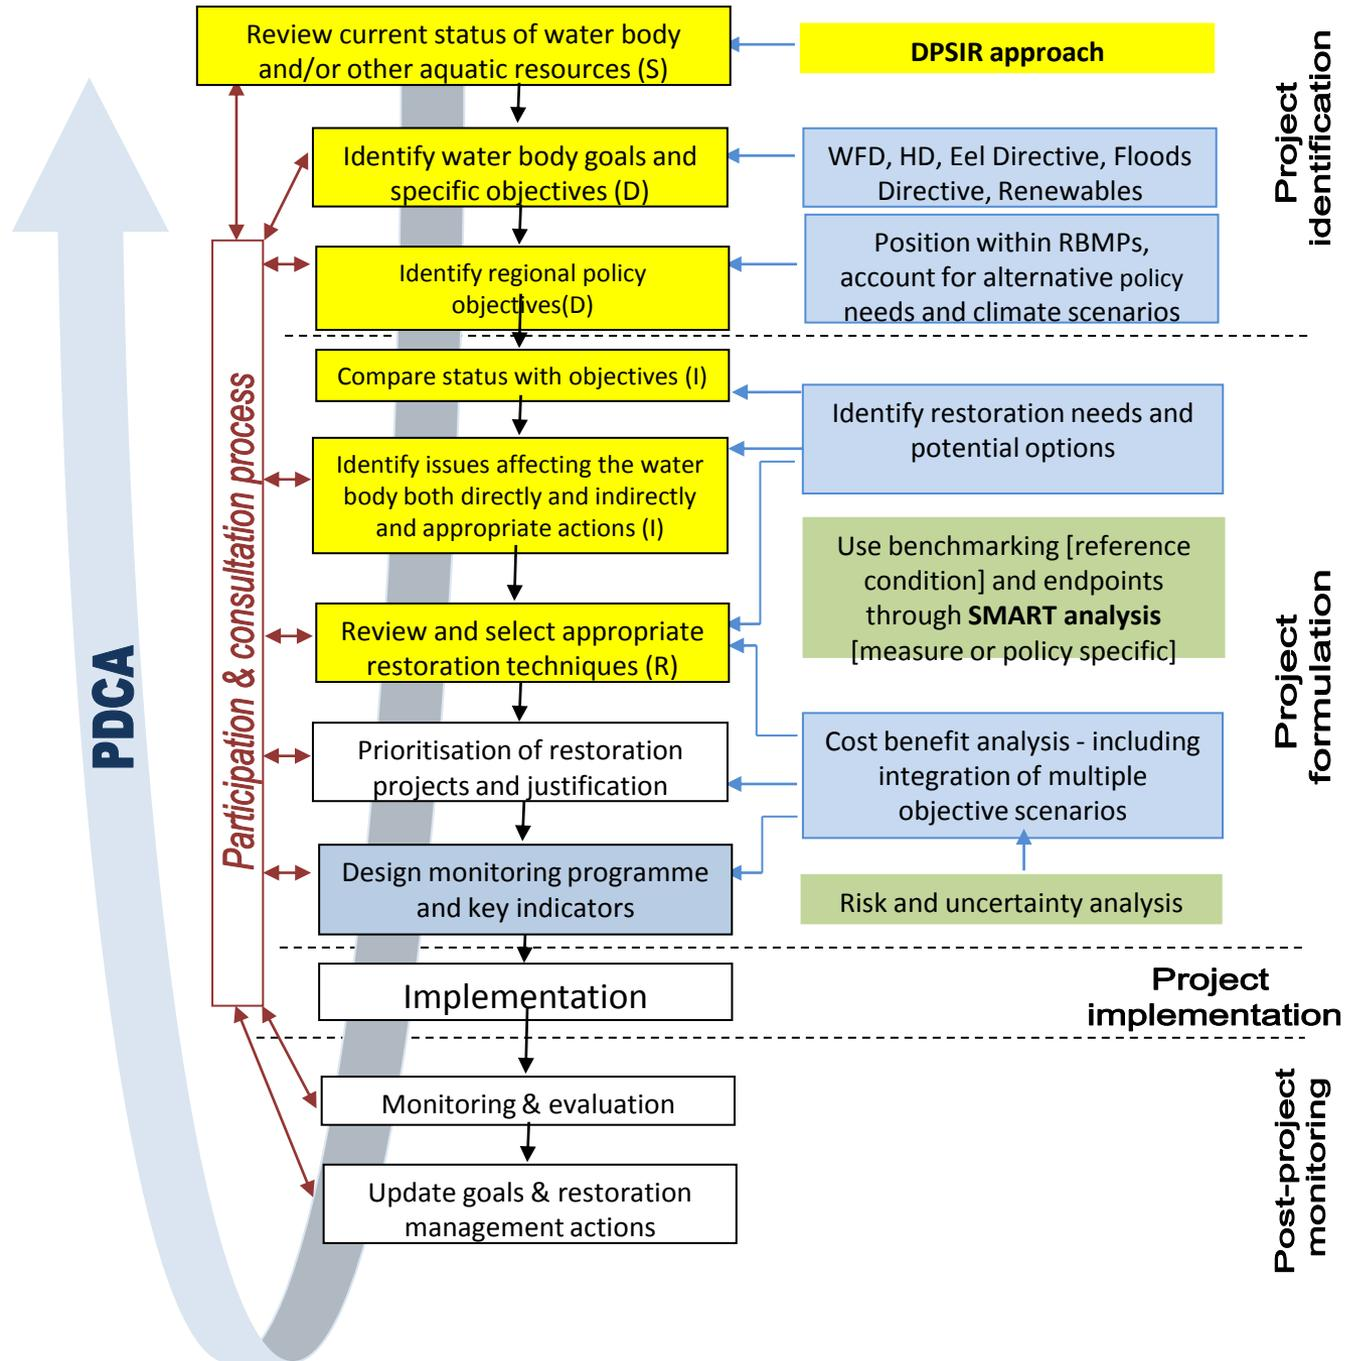 Review current status of water body
and/or other aquatic resources (S)
DPSIR approach
Project
identification
Identify water body goals and
specific objectives (D)
WFD, HD, Eel Directive, Floods
Directive, Renewables
Identify regional policy
objectives(D)
Position within RBMPs,
account for alternative policy
needs and climate scenarios
Compare status with objectives (I)
Identify restoration needs and
potential options
Identify issues affecting the water
body both directly and indirectly
and appropriate actions (I)
Use benchmarking [reference
condition] and endpoints
through SMART analysis
[measure or policy specific]
Project
formulation
Participation & consultation process
PDCA
Review and select appropriate
restoration techniques (R)
Prioritisation of restoration
projects and justification
Cost benefit analysis - including
integration of multiple
objective scenarios
Design monitoring programme
and key indicators
Risk and uncertainty analysis
Implementation
Project
implementation
Monitoring & evaluation
Update goals & restoration
management actions
Post-project
monitoring